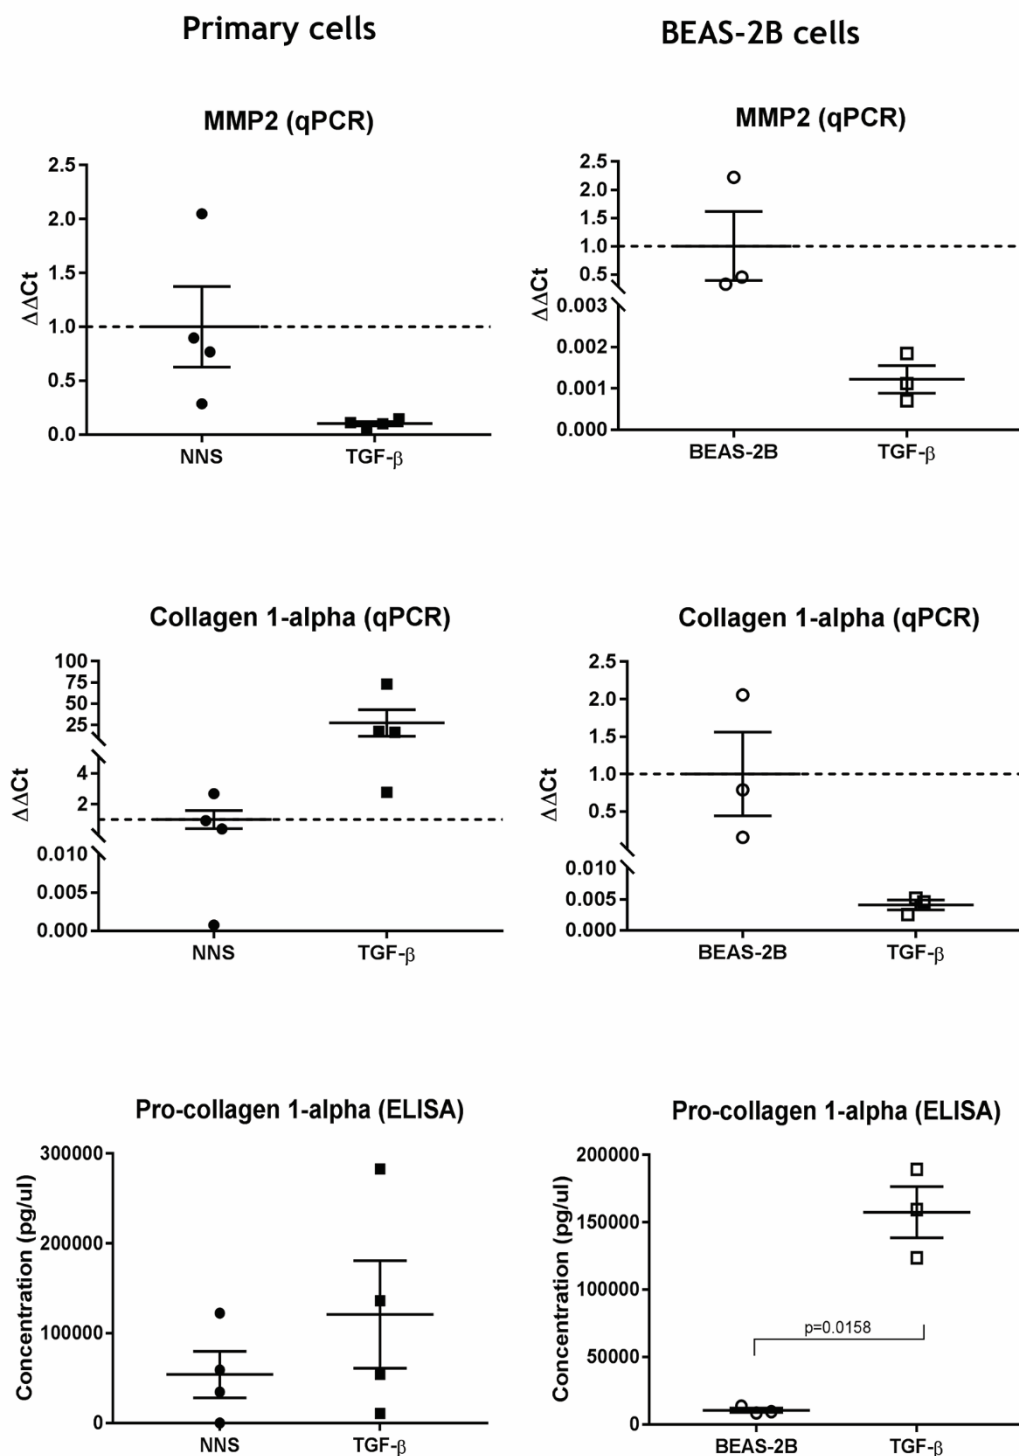 Primary cells
BEAS-2B cells
MMP2 (qPCR)
2.5
2.0
1.5
1.0
0.5
0.0
ΔΔCt
NNS
TGF-β
MMP2 (qPCR)
2.5
2.0
1.5
1.0
0.5
0.003
0.002
0.001
0.000
ΔΔCt
BEAS-2B
TGF-β
Collagen 1-alpha (qPCR)
100
75
50
25
4
2
0.010
0.005
0.000
ΔΔCt
NNS
TGF-β
Collagen 1-alpha (qPCR)
2.5
2.0
1.5
1.0
0.5
0.010
0.005
0.000
ΔΔCt
BEAS-2B
TGF-β
Pro-collagen 1-alpha (ELISA)
300000
200000
100000
0
Concentration (pg/ul)
NNS
TGF-β
Pro-collagen 1-alpha (ELISA)
200000
150000
100000
50000
0
Concentration (pg/ul)
p=0.0158
BEAS-2B
TGF-β